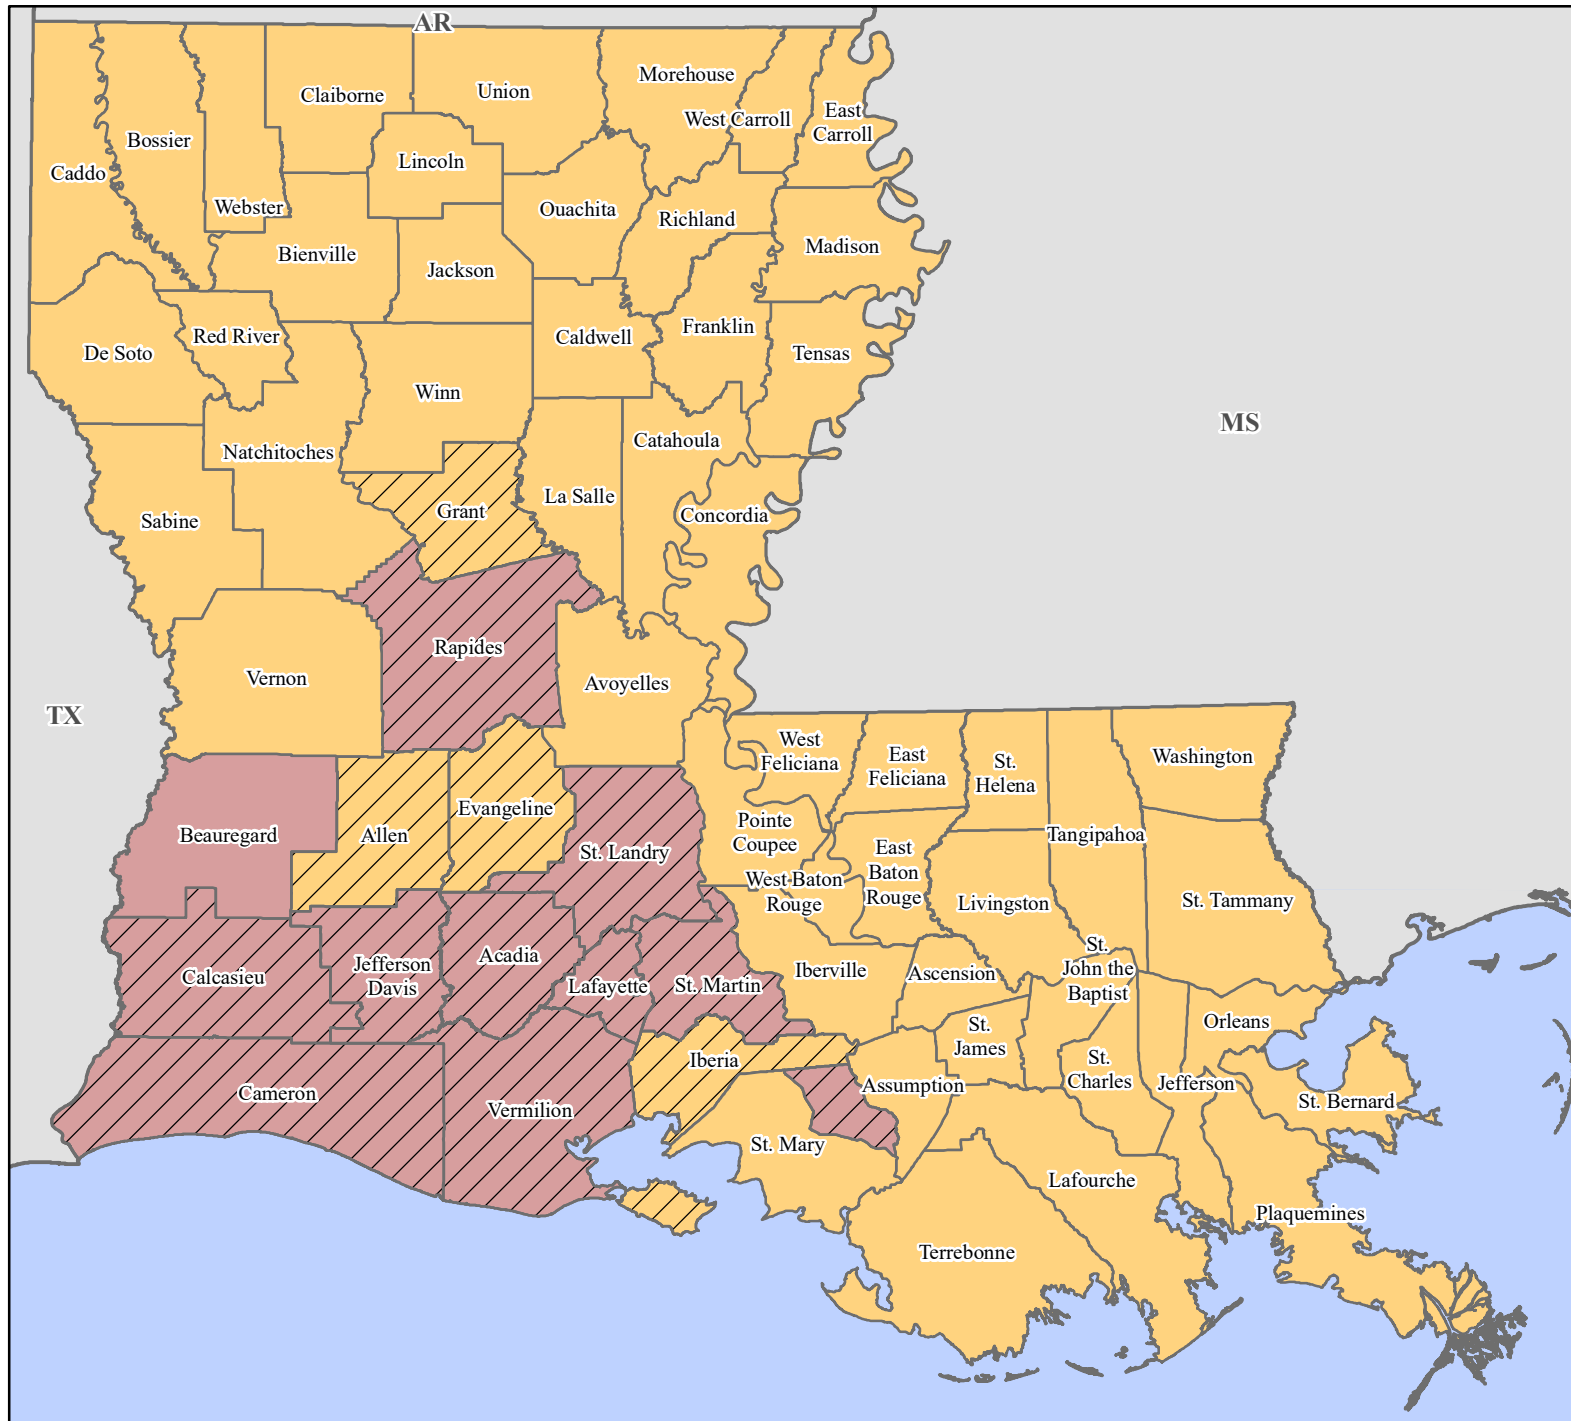 AR
Morehouse
Union
Claiborne
West Carroll
East
Carroll
Bossier
Lincoln
Caddo
Webster
Ouachita
Richland
Madison
Bienville
Jackson
Franklin
Red River
Caldwell
De Soto
Tensas
Winn
MS
Catahoula
Natchitoches
La Salle
Grant
Concordia
Sabine
Rapides
Vernon
Avoyelles
TX
West
Feliciana
East
Feliciana
St.
Helena
Washington
Evangeline
Beauregard
Allen
Pointe
Coupee
Tangipahoa
St. Landry
East
Baton
Rouge
West Baton
Rouge
Livingston
St. Tammany
Acadia
Jefferson
Davis
Calcasieu
Lafayette
St. Martin
Iberville
Ascension
St.
John the
Baptist
Orleans
St.
James
Iberia
St.
Charles
Assumption
Jefferson
Cameron
Vermilion
St. Bernard
St. Mary
Lafourche
Plaquemines
Terrebonne